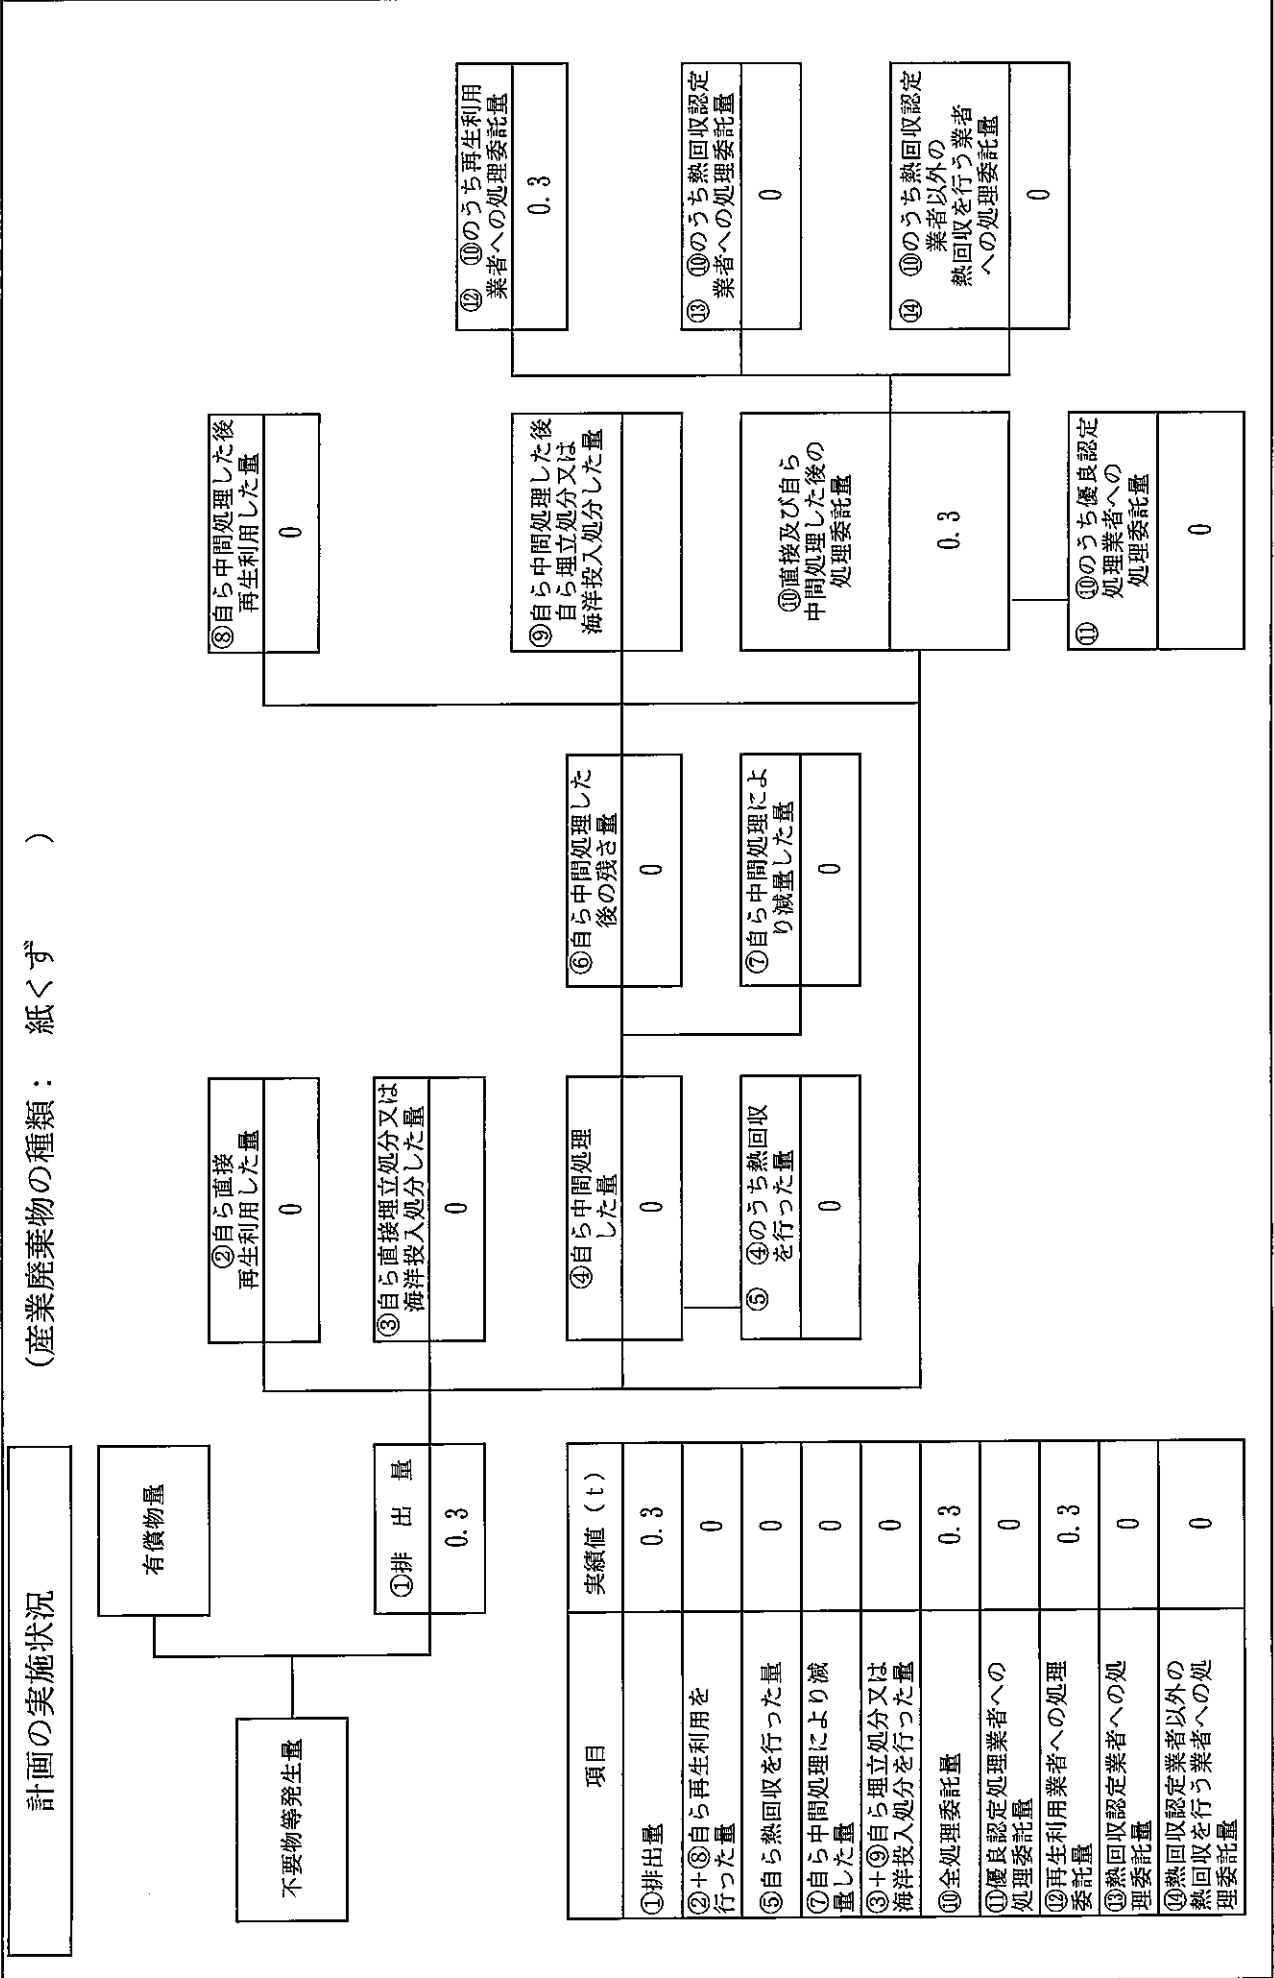 計画の実施状況
(産業廃棄物の種類： 紙くず )
不要物等発生量
有償物量
①排 出 量
0.3
②自ら直接
再生利用した量
0
③自ら直接埋立処分又は
海洋投入処分した量
0
④自ら中間処理
した量
0
⑤ ④のうち熱回収
を行った量
0
⑥自ら中間処理した
後の残さ量
0
⑦自ら中間処理によ
り減量した量
0
⑧自ら中間処理した後
再生利用した量
0
⑨自ら中間処理した後
自ら埋立処分又は
海洋投入処分した量
⑩直接及び自ら
中間処理した後の
処理委託量
0.3
⑪ ⑩のうち優良認定
処理業者への
処理委託量
0
⑫ ⑩のうち再生利用
業者への処理委託量
0.3
⑬ ⑩のうち熱回収認定
業者への処理委託量
0
⑭ ⑩のうち熱回収認定
業者以外の
熱回収を行う業者
への処理委託量
0
項目 実績値（t）
①排出量 0.3
②+⑧自ら再生利用を
行った量 0
⑤自ら熱回収を行った量 0
⑦自ら中間処理により減
量した量 0
③+⑨自ら埋立処分又は
海洋投入処分を行った量 0
⑩全処理委託量 0.3
⑪優良認定処理業者への
処理委託量 0
⑫再生利用業者への処理
委託量 0.3
⑬熱回収認定業者への処
理委託量 0
⑭熱回収認定業者以外の
熱回収を行う業者への処
理委託量 0